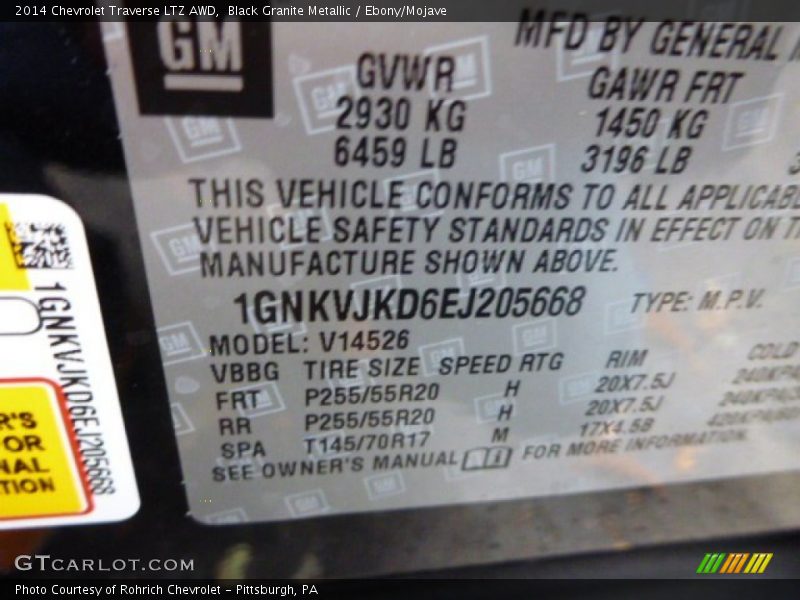 2014 Chevrolet Traverse LTZ AWD, Black Granite Metallic / Ebony/Mojave
GM
MFD BY GENERAL
GVWR GAWR FRT
2930 KG 1450 KG
6459 LB 3196 LB
THIS VEHICLE CONFORMS TO ALL APPLICABL
VEHICLE SAFETY STANDARDS IN EFFECT ON T
MANUFACTURE SHOWN ABOVE.
1GNKVJKD6EJ205668 TYPE: M.P.V.
MODEL: V14526
VBBG TIRE SIZE SPEED RTG RIM COLD
FRT P255/55R20 H 20X7.5J
RR P255/55R20 H 20X7.5J
SPA T145/70R17 M 17X4.5B
SEE OWNER'S MANUAL FOR MORE INFORMATION.
1GNKVJKD6EJ205668
R'S
FOR
NAL
TION
GTCARLOT.COM
Photo Courtesy of Rohrich Chevrolet – Pittsburgh, PA